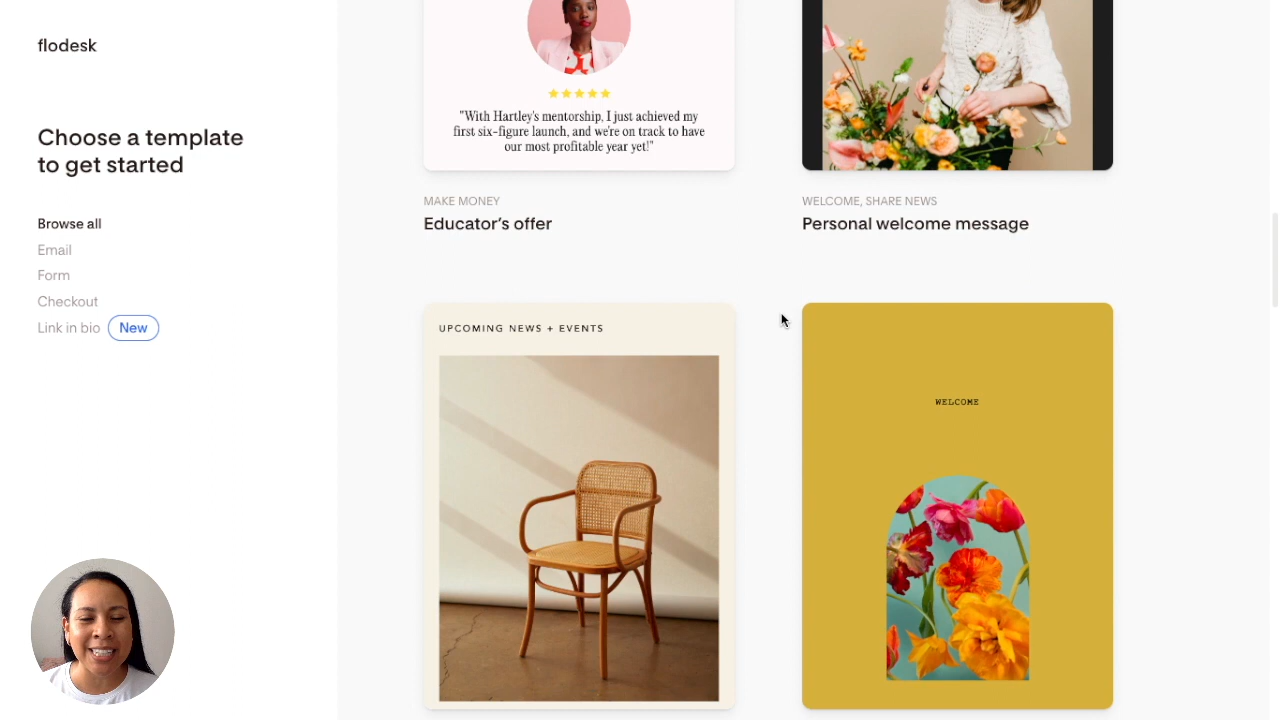 flodesk
Choose a template
to get started
Browse all
Email
Form
Checkout
Link in bio New
"With Hartley's mentorship, I just achieved my
first six-figure launch, and we're on track to have
our most profitable year yet!"
MAKE MONEY
Educator's offer
WELCOME, SHARE NEWS
Personal welcome message
UPCOMING NEWS + EVENTS
WELCOME